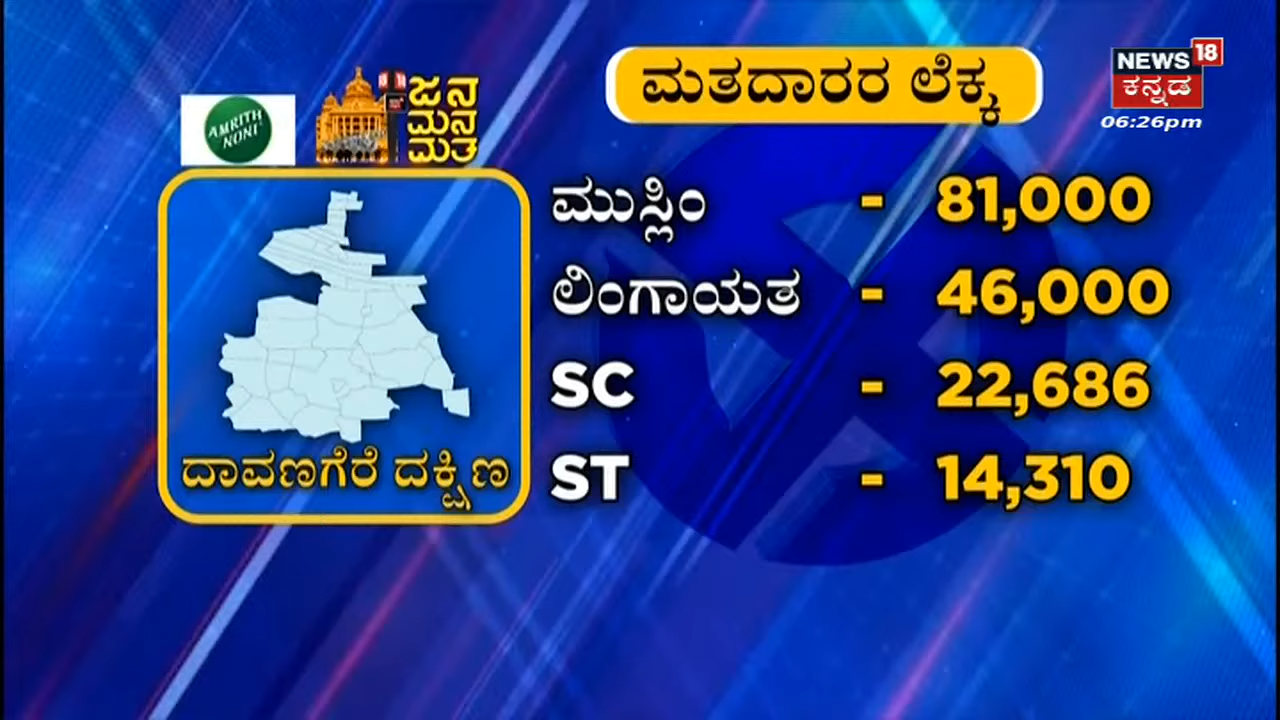 ಮತದಾರರ ಲೆಕ್ಕ
NEWS 18
ಕನ್ನಡ
06:26pm
AMRITH
NONI
ಜನ
ಮನ
ಮತ
ಮುಸ್ಲಿಂ - 81,000
ಲಿಂಗಾಯತ - 46,000
SC - 22,686
ST - 14,310
ದಾವಣಗೆರೆ ದಕ್ಷಿಣ